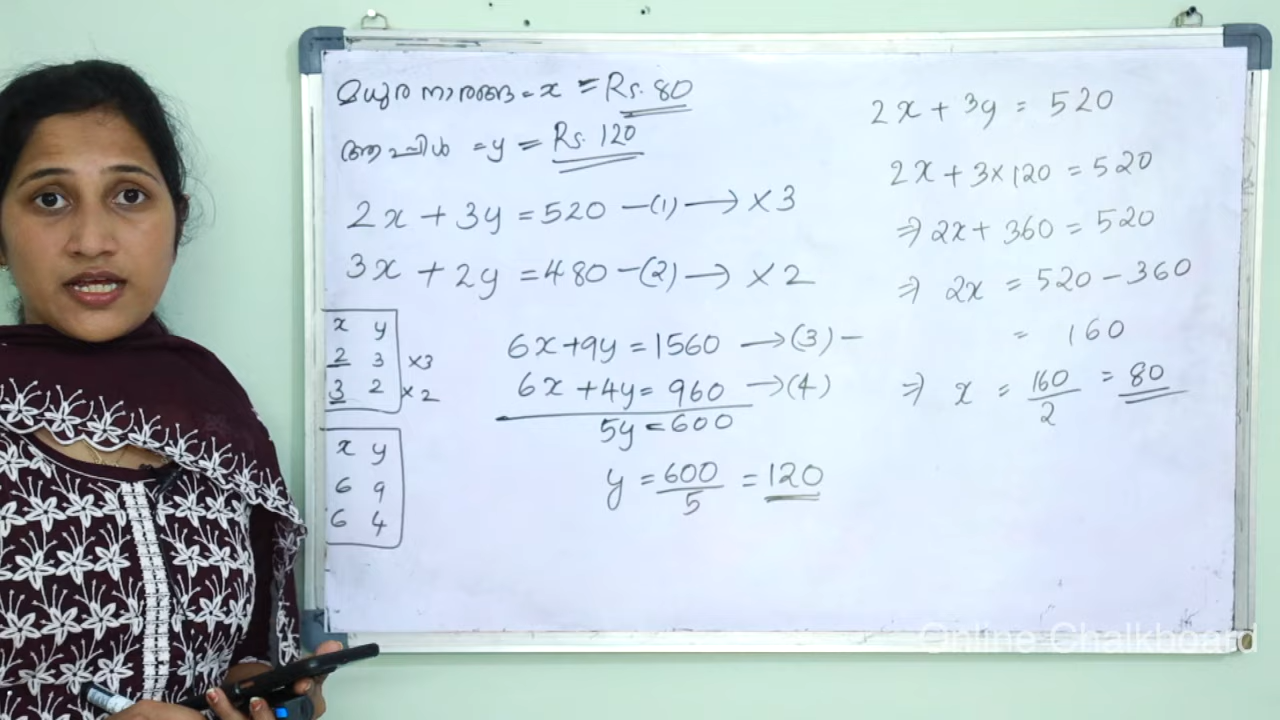 മധുരനാരങ്ങ = x = Rs. 80
ആപ്പിൾ = y = Rs. 120
2x + 3y = 520 —(1) → ×3
3x + 2y = 480 —(2) → ×2
x y
2 3 ×3
3 2 ×2
x y
6 9
6 4
6x+9y = 1560 → (3) −
6x + 4y = 960 → (4)
5y = 600
y = 600/5 = 120
2x + 3y = 520
2x + 3×120 = 520
⇒ 2x + 360 = 520
⇒ 2x = 520 − 360
= 160
⇒ x = 160/2 = 80
Online Chalkboard